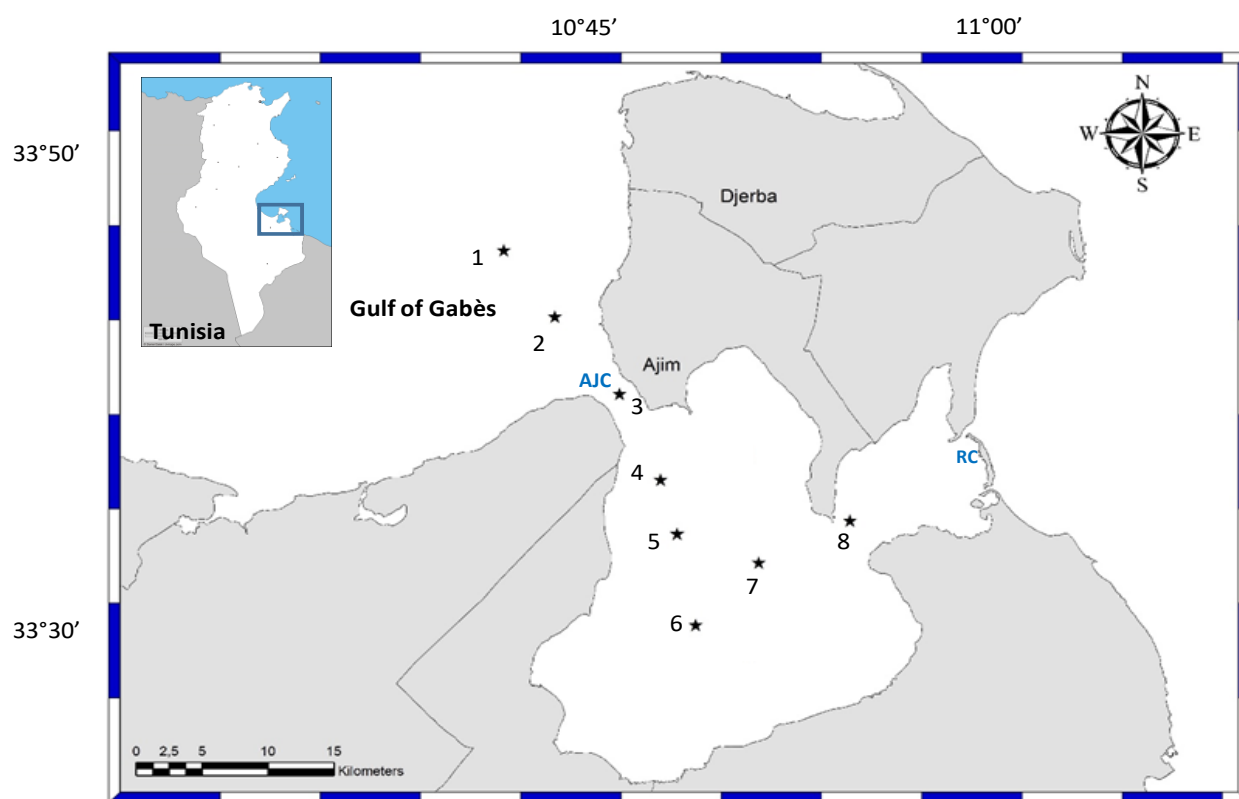 10°45’
11°00’
33°50’
33°30’
N
W
E
S
Tunisia
Gulf of Gabès
Djerba
Ajim
AJC
RC
1
2
3
4
5
6
7
8
0 2,5 5 10 15
Kilometers